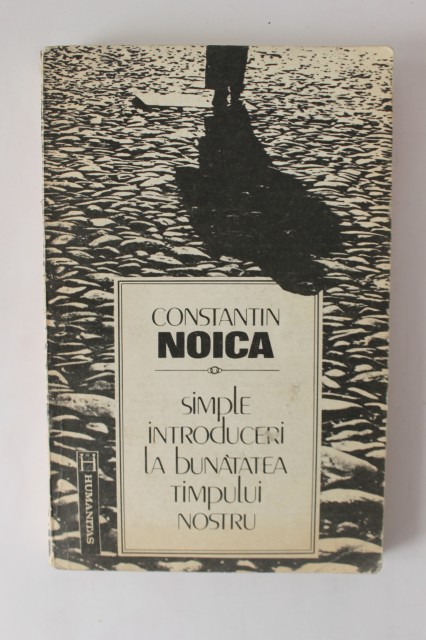 CONSTANTIN
NOICA
simple
introduceri
la bunătatea
timpului
nostru
HUMANITAS